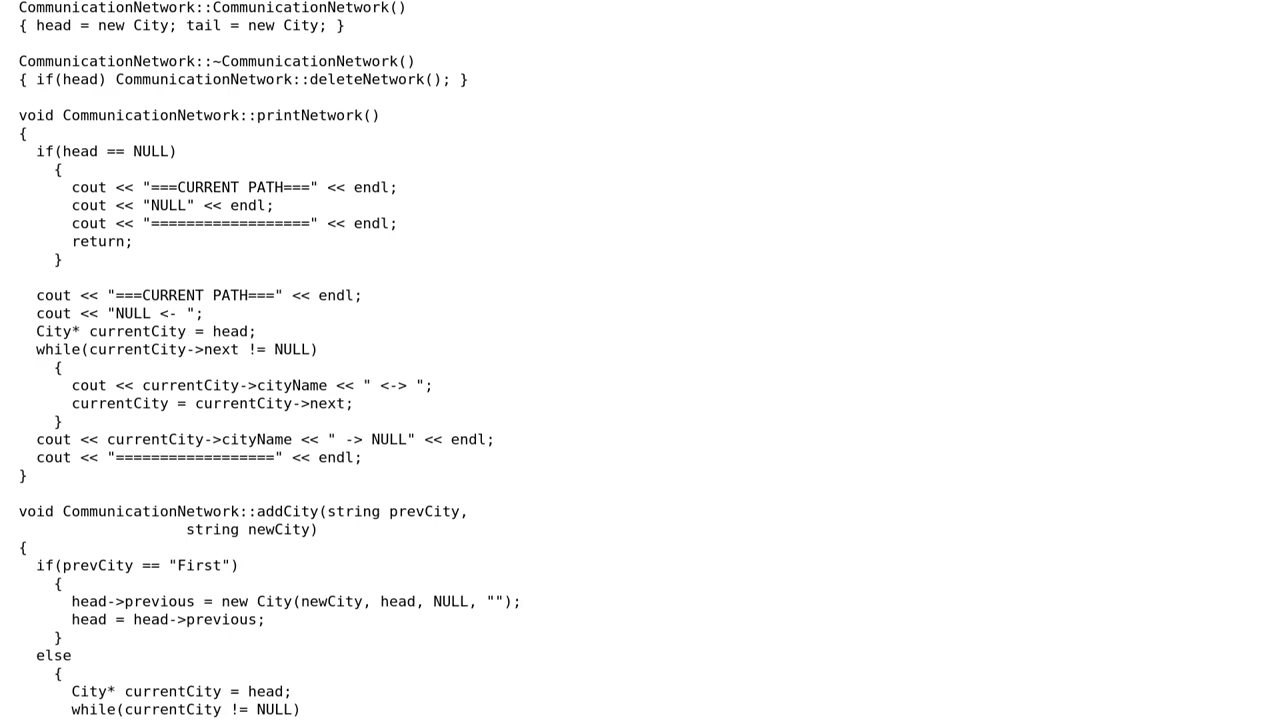 CommunicationNetwork::CommunicationNetwork()
{ head = new City; tail = new City; }

CommunicationNetwork::~CommunicationNetwork()
{ if(head) CommunicationNetwork::deleteNetwork(); }

void CommunicationNetwork::printNetwork()
{
  if(head == NULL)
    {
      cout << "===CURRENT PATH===" << endl;
      cout << "NULL" << endl;
      cout << "==================" << endl;
      return;
    }

  cout << "===CURRENT PATH===" << endl;
  cout << "NULL <- ";
  City* currentCity = head;
  while(currentCity->next != NULL)
    {
      cout << currentCity->cityName << " <-> ";
      currentCity = currentCity->next;
    }
  cout << currentCity->cityName << " -> NULL" << endl;
  cout << "==================" << endl;
}

void CommunicationNetwork::addCity(string prevCity,
                   string newCity)
{
  if(prevCity == "First")
    {
      head->previous = new City(newCity, head, NULL, "");
      head = head->previous;
    }
  else
    {
      City* currentCity = head;
      while(currentCity != NULL)